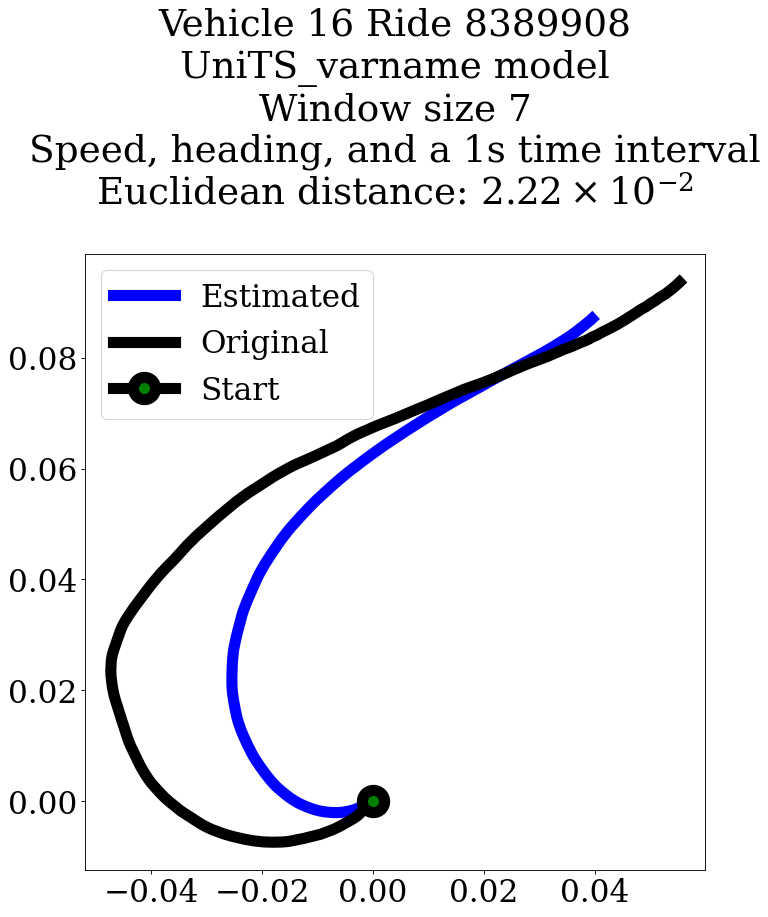 Vehicle 16 Ride 8389908
UniTS_varname model
Window size 7
Speed, heading, and a 1s time interval
Euclidean distance: 2.22 × 10⁻²
Estimated
Original
Start
0.08
0.06
0.04
0.02
0.00
−0.04 −0.02 0.00 0.02 0.04